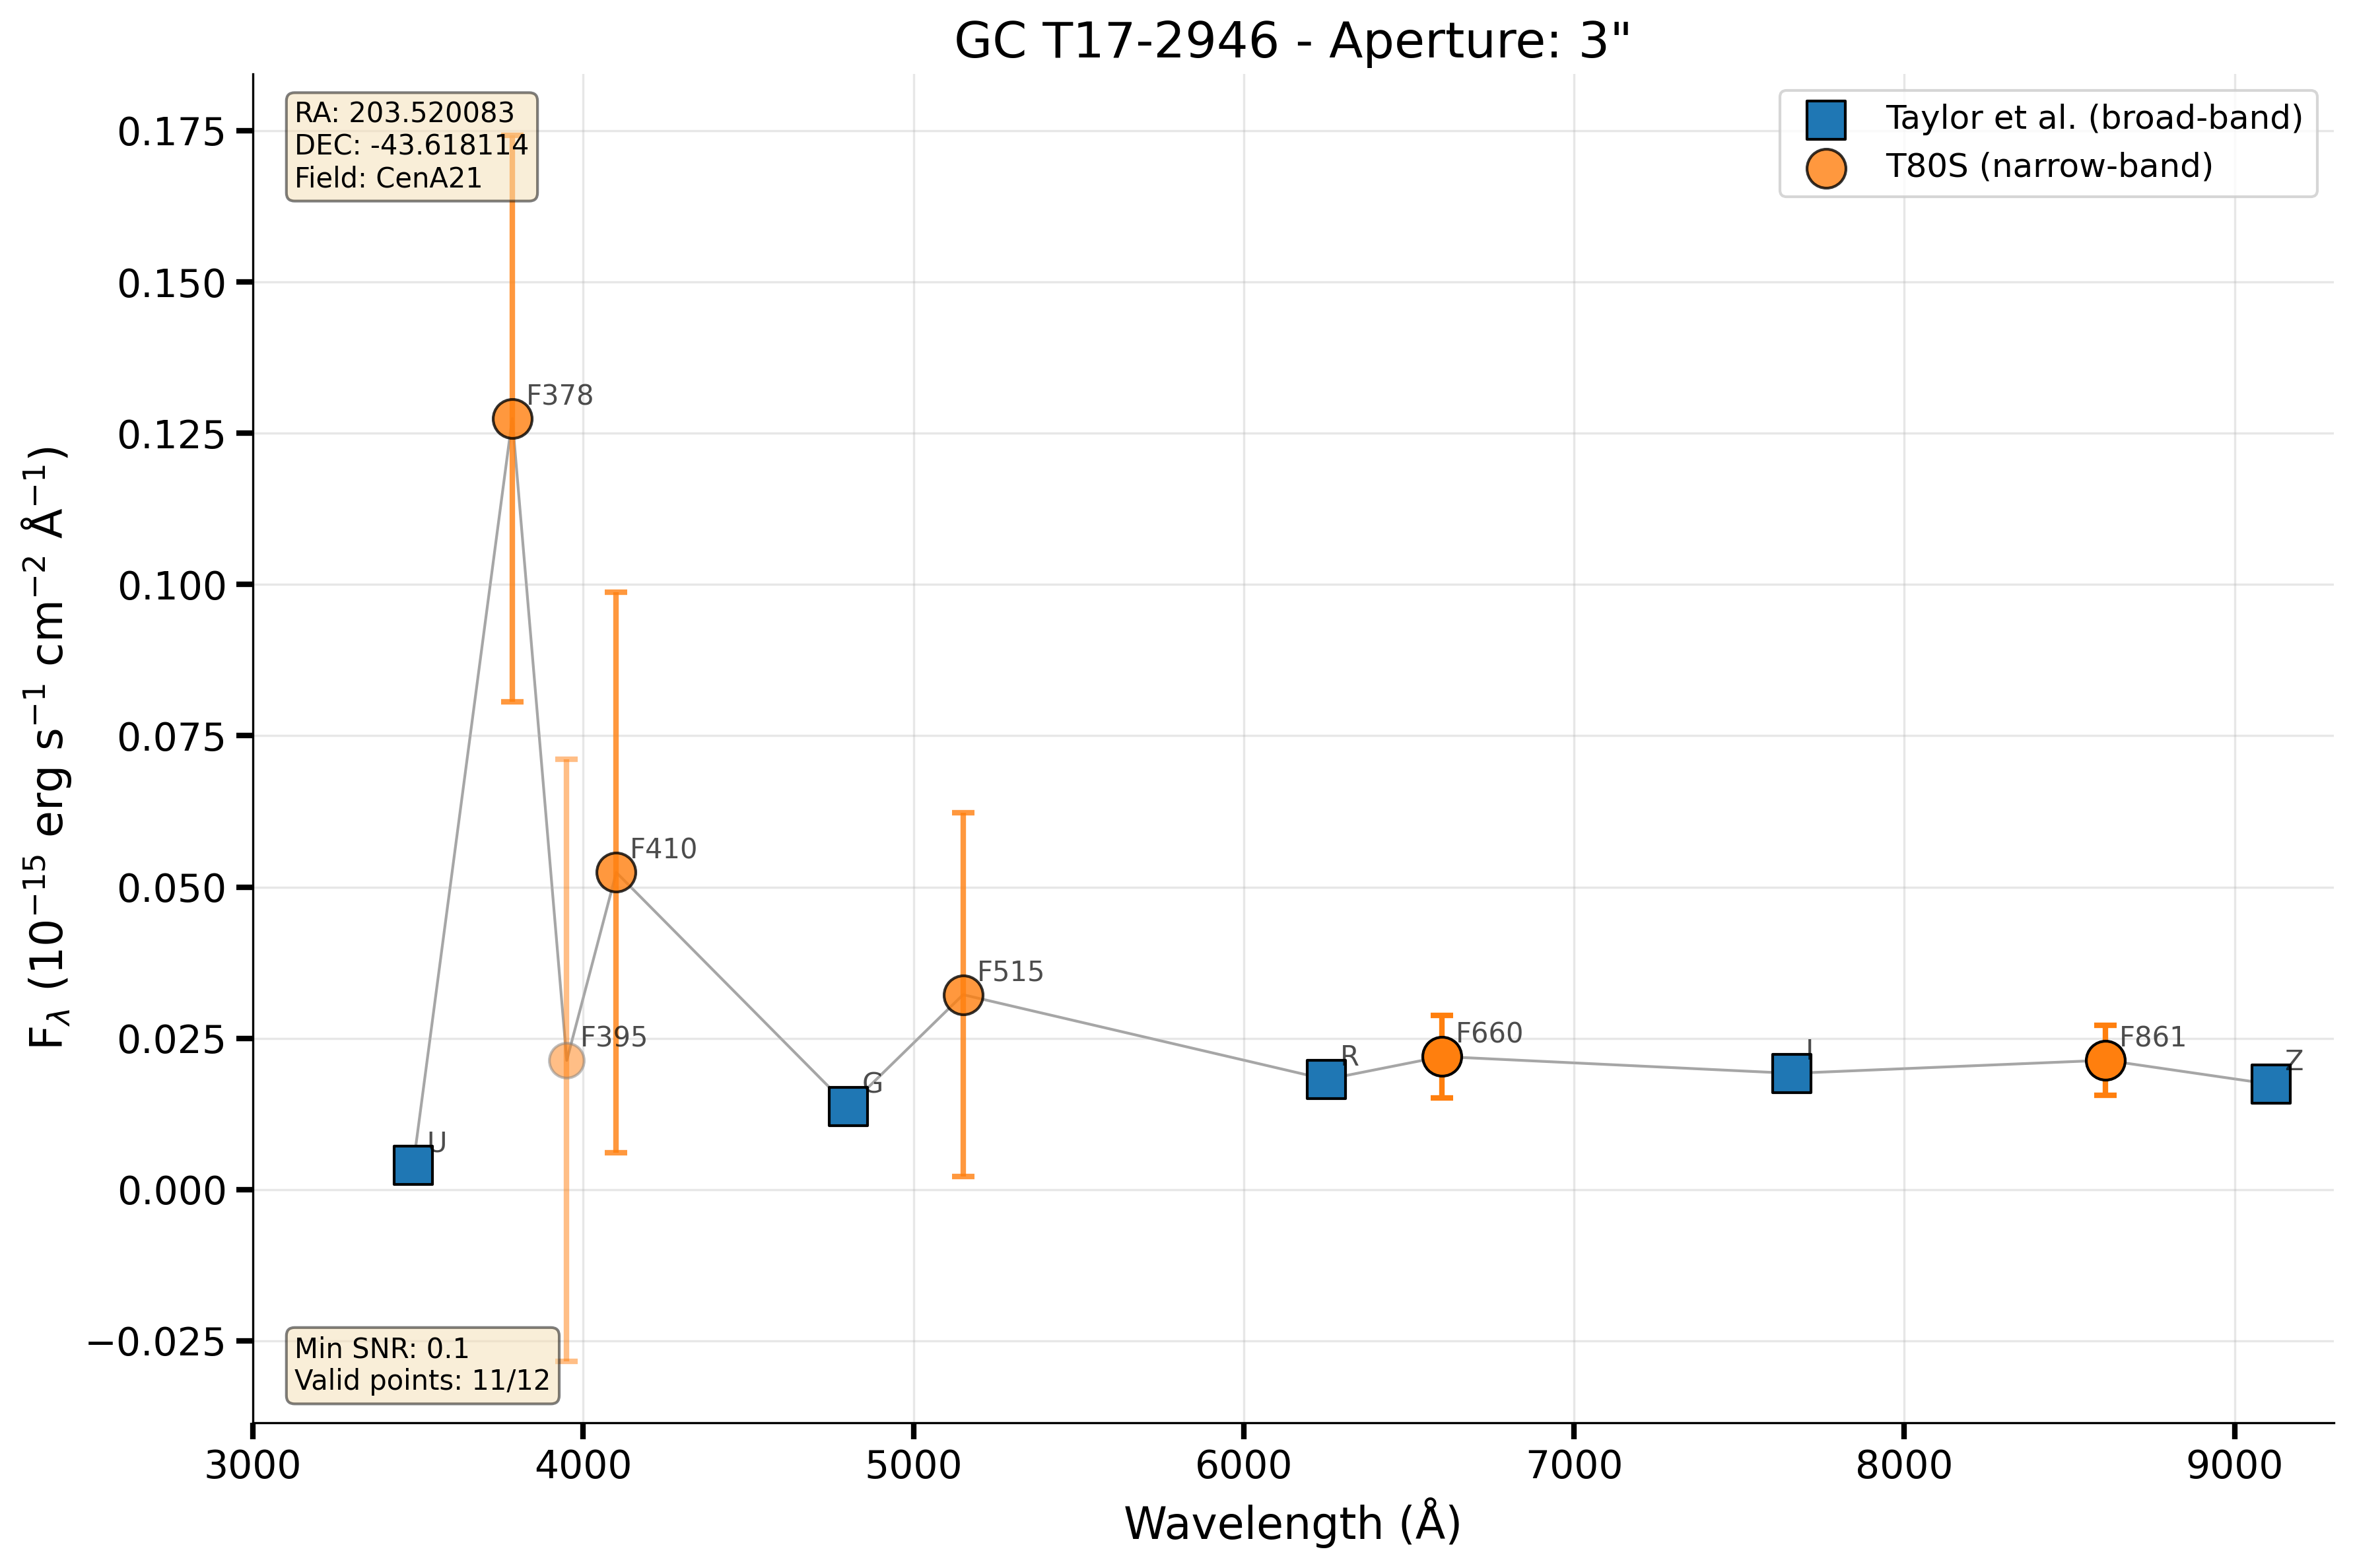 GC T17-2946 - Aperture: 3"
RA: 203.520083
DEC: -43.618114
Field: CenA21
Taylor et al. (broad-band)
T80S (narrow-band)
0.175
0.150
0.125
0.100
0.075
0.050
0.025
0.000
−0.025
F_λ (10⁻¹⁵ erg s⁻¹ cm⁻² Å⁻¹)
F378
F410
F515
F395
F660
F861
R
I
Z
G
U
Min SNR: 0.1
Valid points: 11/12
3000 4000 5000 6000 7000 8000 9000
Wavelength (Å)